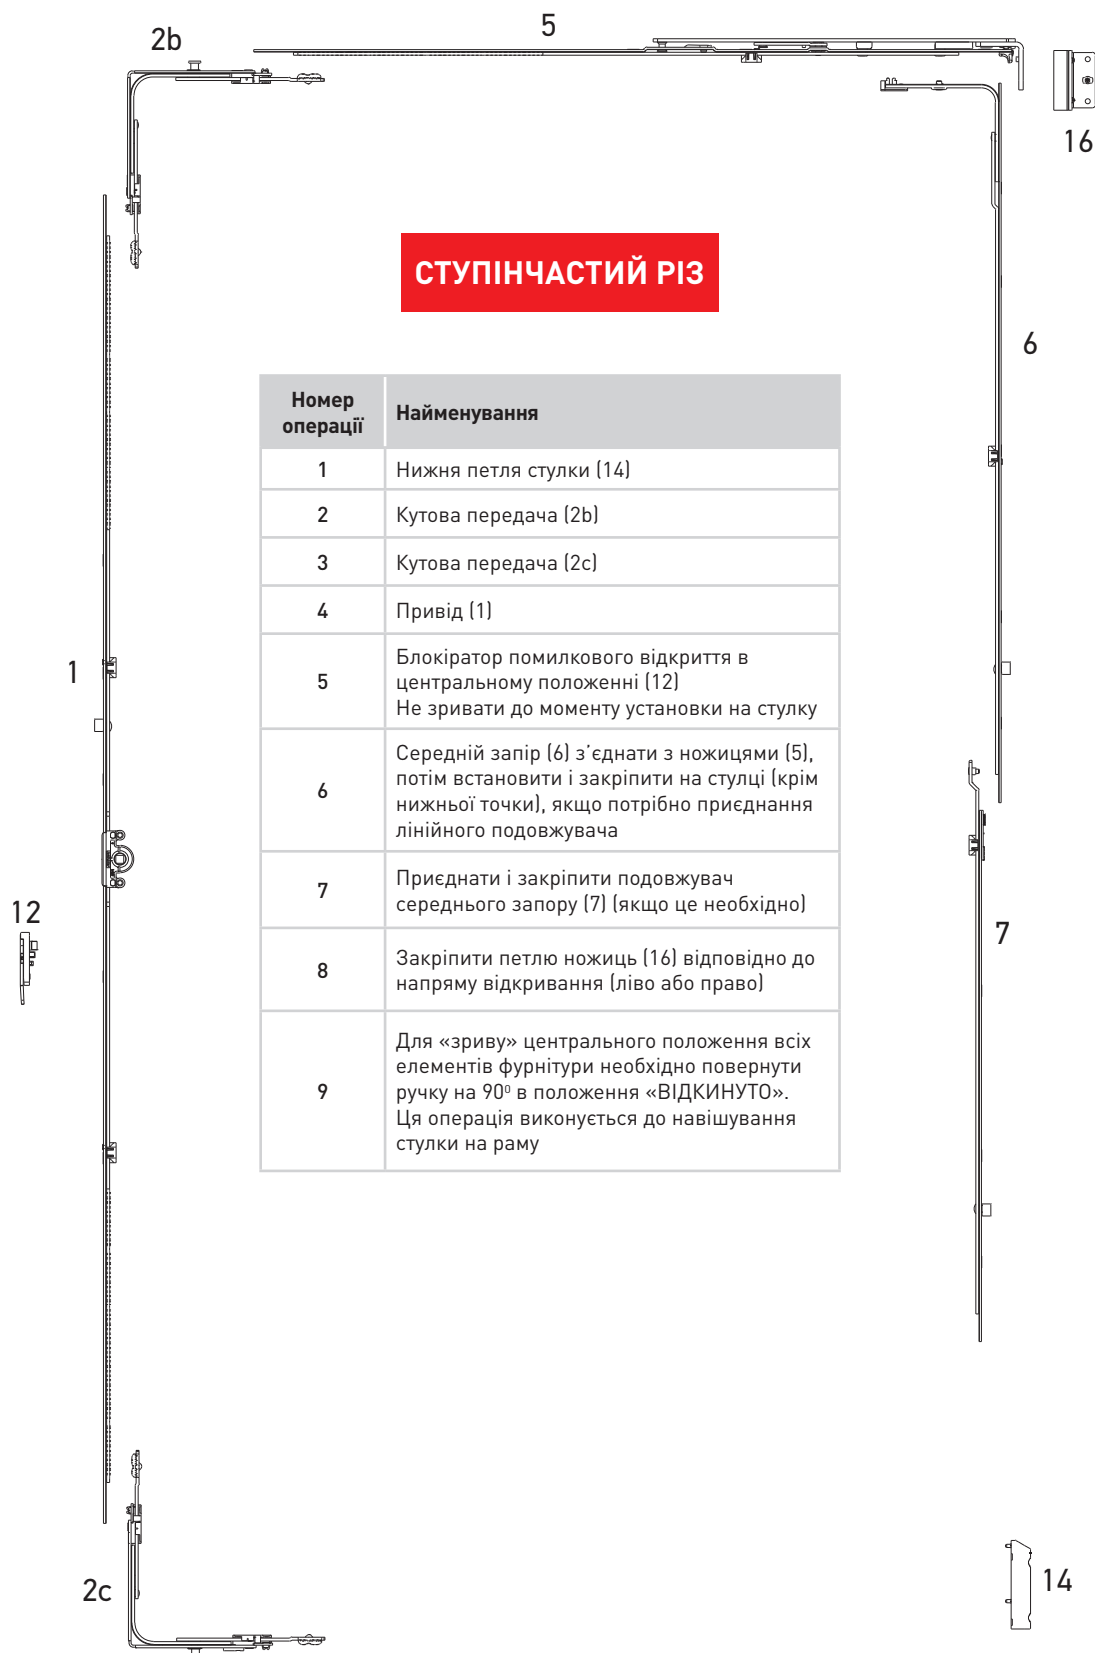 5
2b
16
СТУПІНЧАСТИЙ РІЗ
6
Номер
операції
Найменування
1
Нижня петля стулки (14)
2
Кутова передача (2b)
3
Кутова передача (2c)
4
Привід (1)
5
Блокіратор помилкового відкриття в
центральному положенні (12)
Не зривати до моменту установки на стулку
1
6
Середній запір (6) з’єднати з ножицями (5),
потім встановити і закріпити на стулці (крім
нижньої точки), якщо потрібно приєднання
лінійного подовжувача
7
Приєднати і закріпити подовжувач
середнього запору (7) (якщо це необхідно)
12
7
8
Закріпити петлю ножиць (16) відповідно до
напряму відкривання (ліво або право)
9
Для «зриву» центрального положення всіх
елементів фурнітури необхідно повернути
ручку на 90⁰ в положення «ВІДКИНУТО».
Ця операція виконується до навішування
стулки на раму
2c
14